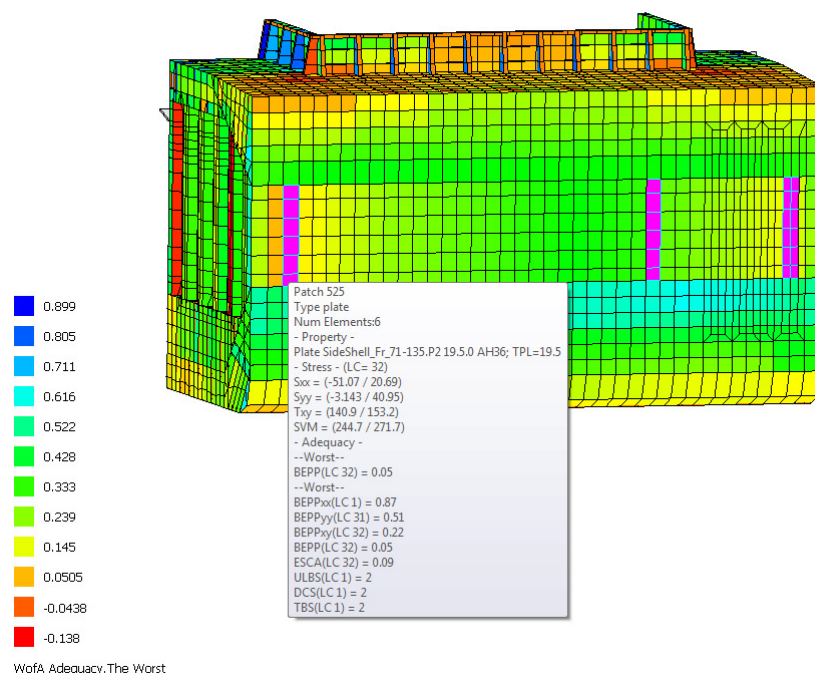 Patch 525
Type plate
Num Elements:6
- Property -
Plate SideShell_Fr_71-135.P2 19.5.0 AH36; TPL=19.5
- Stress - (LC= 32)
Sxx = (-51.07 / 20.69)
Syy = (-3.143 / 40.95)
Txy = (140.9 / 153.2)
SVM = (244.7 / 271.7)
- Adequacy -
--Worst--
BEPP(LC 32) = 0.05
--Worst--
BEPPxx(LC 1) = 0.87
BEPPyy(LC 31) = 0.51
BEPPxy(LC 32) = 0.22
BEPP(LC 32) = 0.05
ESCA(LC 32) = 0.09
ULBS(LC 1) = 2
DCS(LC 1) = 2
TBS(LC 1) = 2
0.899
0.805
0.711
0.616
0.522
0.428
0.333
0.239
0.145
0.0505
-0.0438
-0.138
WofA Adequacy.The Worst